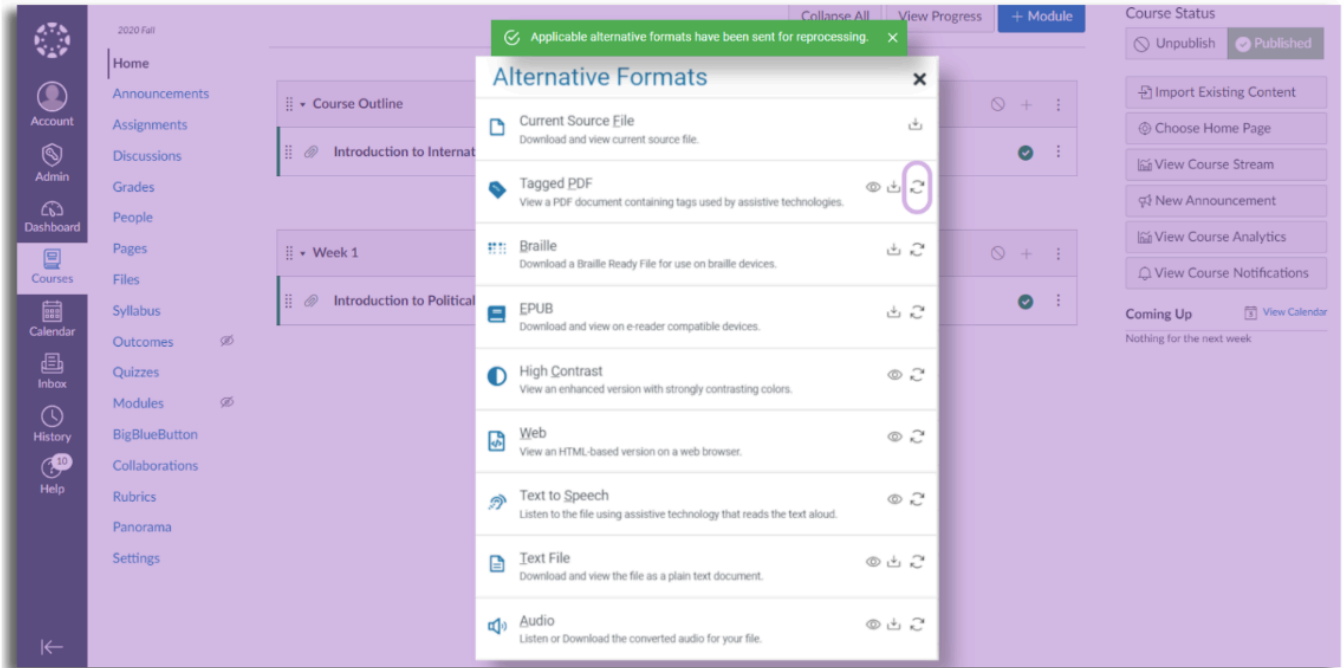 Account
Admin
Dashboard
Courses
Calendar
Inbox
History
10
Help
2020 Fall
Home
Announcements
Assignments
Discussions
Grades
People
Pages
Files
Syllabus
Outcomes
Quizzes
Modules
BigBlueButton
Collaborations
Rubrics
Panorama
Settings
Collapse All
View Progress
+ Module
Course Outline
Introduction to Internat
Week 1
Introduction to Political
Applicable alternative formats have been sent for reprocessing.
Alternative Formats
Current Source File
Download and view current source file.
Tagged PDF
View a PDF document containing tags used by assistive technologies.
Braille
Download a Braille Ready File for use on braille devices.
EPUB
Download and view on e-reader compatible devices.
High Contrast
View an enhanced version with strongly contrasting colors.
Web
View an HTML-based version on a web browser.
Text to Speech
Listen to the file using assistive technology that reads the text aloud.
Text File
Download and view the file as a plain text document.
Audio
Listen or Download the converted audio for your file.
Course Status
Unpublish
Published
Import Existing Content
Choose Home Page
View Course Stream
New Announcement
View Course Analytics
View Course Notifications
Coming Up
View Calendar
Nothing for the next week